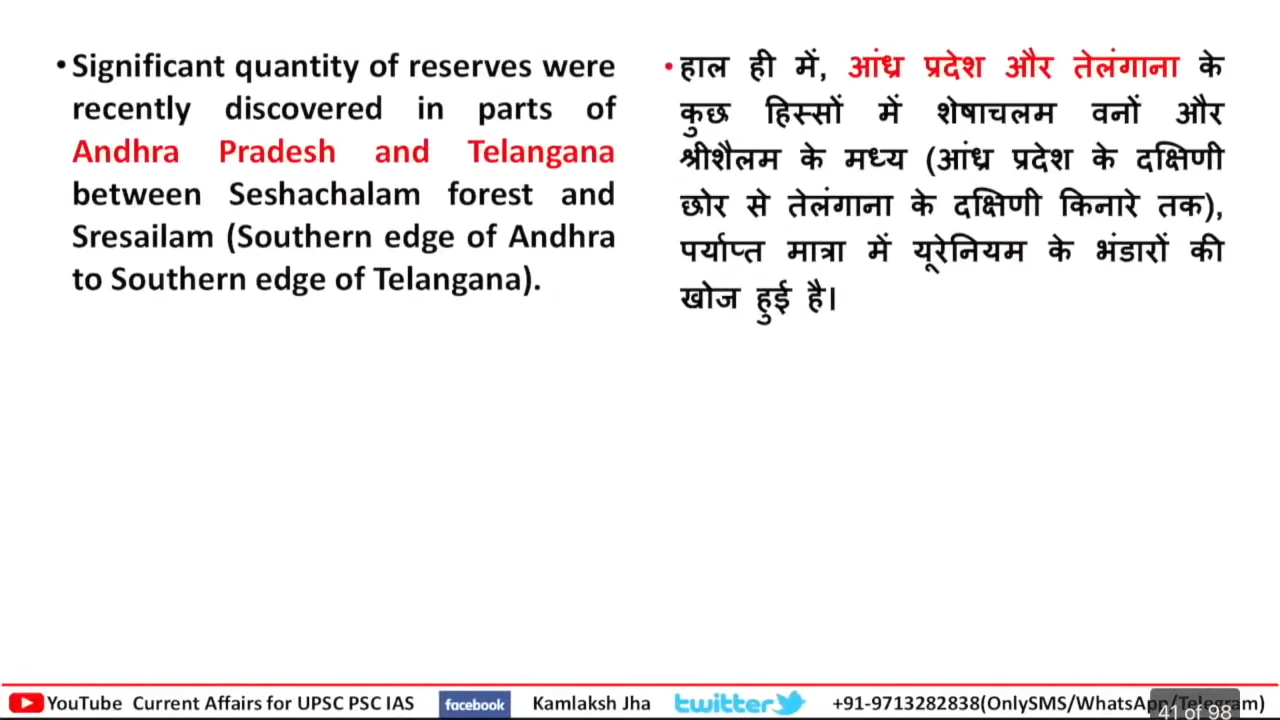 •Significant quantity of reserves were
recently discovered in parts of
Andhra Pradesh and Telangana
between Seshachalam forest and
Sresailam (Southern edge of Andhra
to Southern edge of Telangana).
•हाल ही में, आंध्र प्रदेश और तेलंगाना के
कुछ हिस्सों में शेषाचलम वनों और
श्रीशैलम के मध्य (आंध्र प्रदेश के दक्षिणी
छोर से तेलंगाना के दक्षिणी किनारे तक),
पर्याप्त मात्रा में यूरेनियम के भंडारों की
खोज हुई है।
YouTube Current Affairs for UPSC PSC IAS facebook Kamlaksh Jha twitter +91-9713282838(OnlySMS/WhatsApp/Telegram)
41 of 98